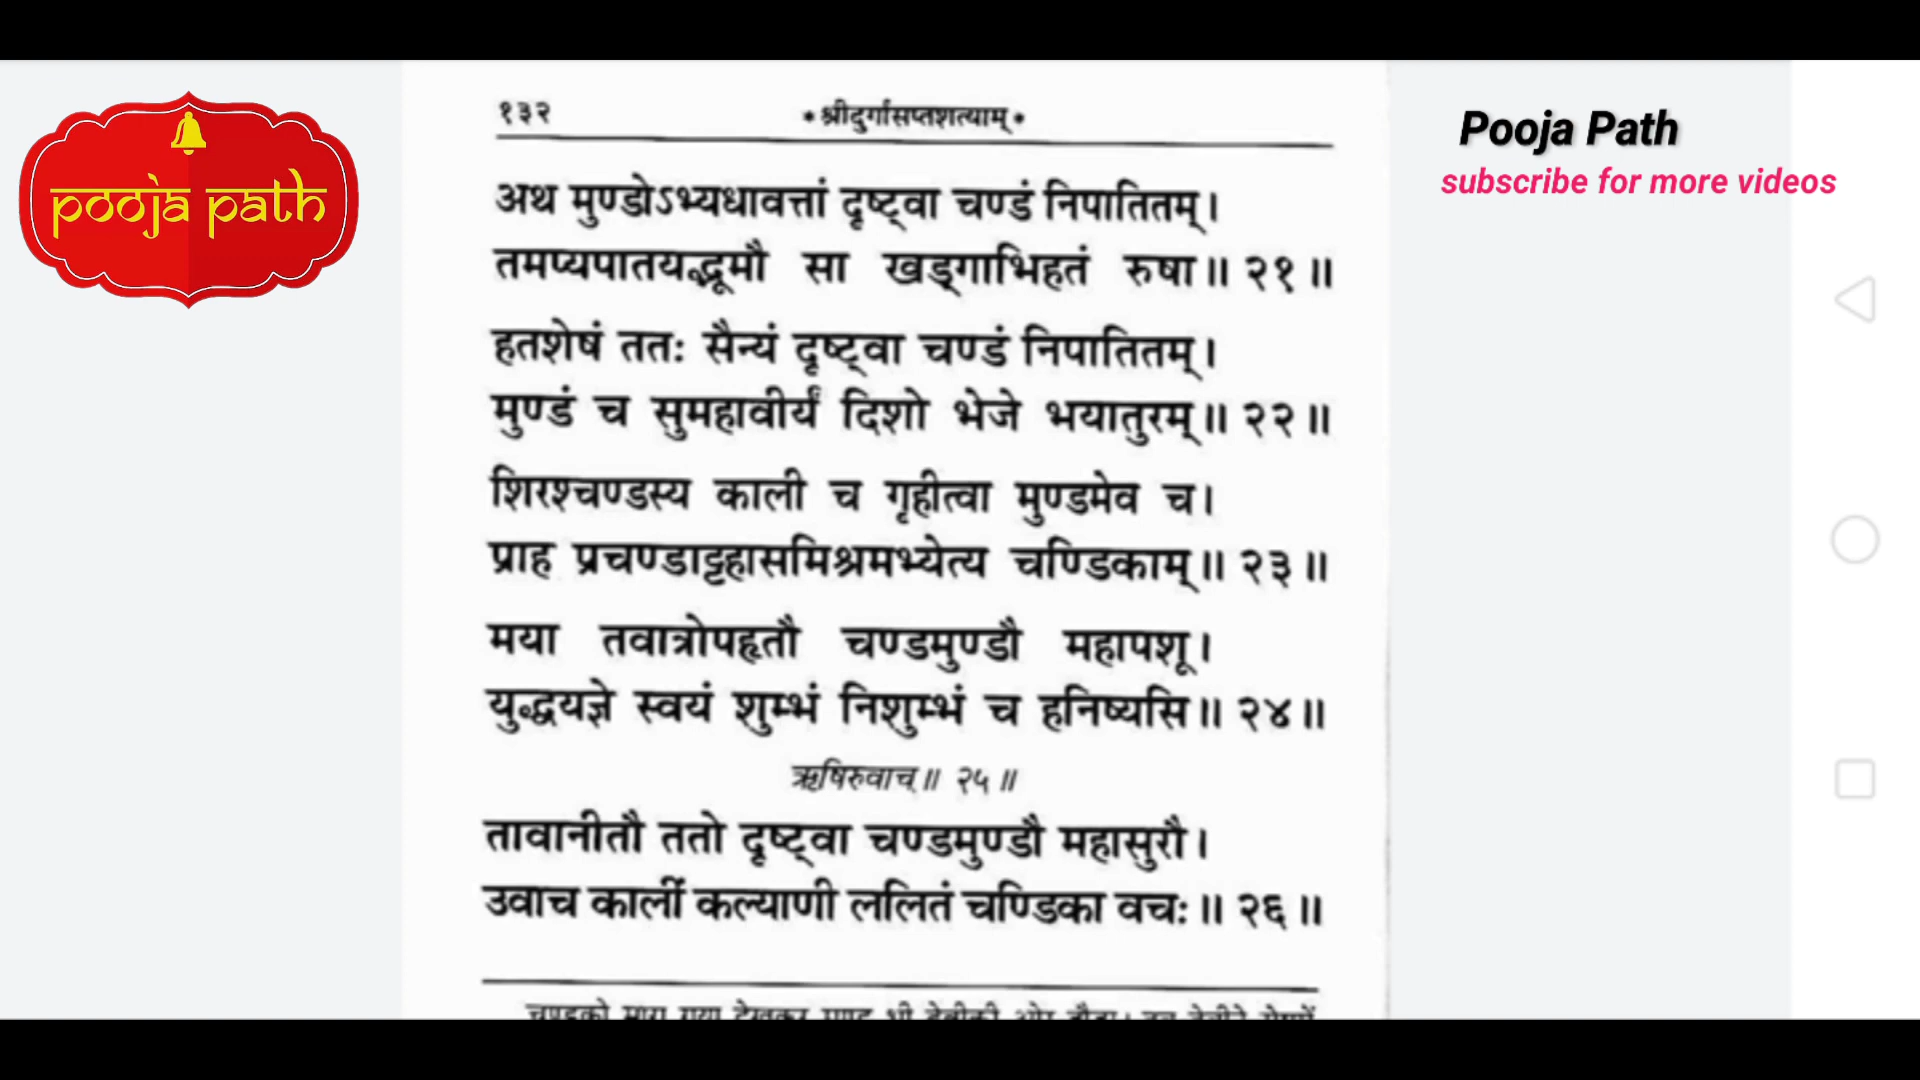 pooja path
Pooja Path
subscribe for more videos
१३२ • श्रीदुर्गासप्तशत्याम् •
अथ मुण्डोऽभ्यधावत्तां दृष्ट्वा चण्डं निपातितम्।
तमप्यपातयद्भूमौ सा खड्गाभिहतं रुषा॥ २१॥
हतशेषं ततः सैन्यं दृष्ट्वा चण्डं निपातितम्।
मुण्डं च सुमहावीर्यं दिशो भेजे भयातुरम्॥ २२॥
शिरश्चण्डस्य काली च गृहीत्वा मुण्डमेव च।
प्राह प्रचण्डाट्टहासमिश्रमभ्येत्य चण्डिकाम्॥ २३॥
मया तवात्रोपहृतौ चण्डमुण्डौ महापशू।
युद्धयज्ञे स्वयं शुम्भं निशुम्भं च हनिष्यसि॥ २४॥
ऋषिरुवाच॥ २५॥
तावानीतौ ततो दृष्ट्वा चण्डमुण्डौ महासुरौ।
उवाच कालीं कल्याणी ललितं चण्डिका वचः॥ २६॥